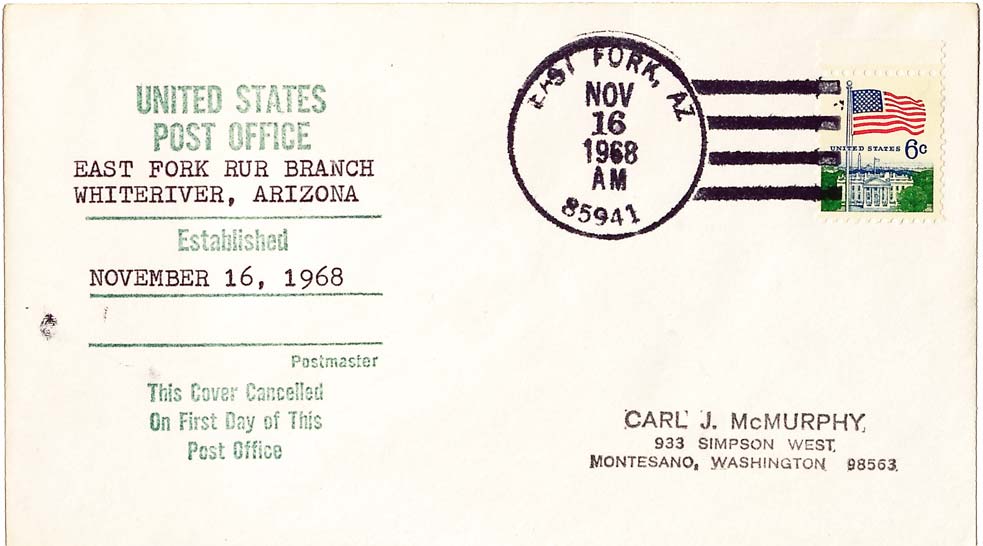 UNITED STATES
POST OFFICE
EAST FORK RUR BRANCH
WHITERIVER, ARIZONA
Established
NOVEMBER 16, 1968
Postmaster
This Cover Cancelled
On First Day of This
Post Office
EAST FORK, AZ
NOV
16
1968
AM
85941
UNITED STATES 6c
CARL J. McMURPHY,
933 SIMPSON WEST,
MONTESANO, WASHINGTON 98563,